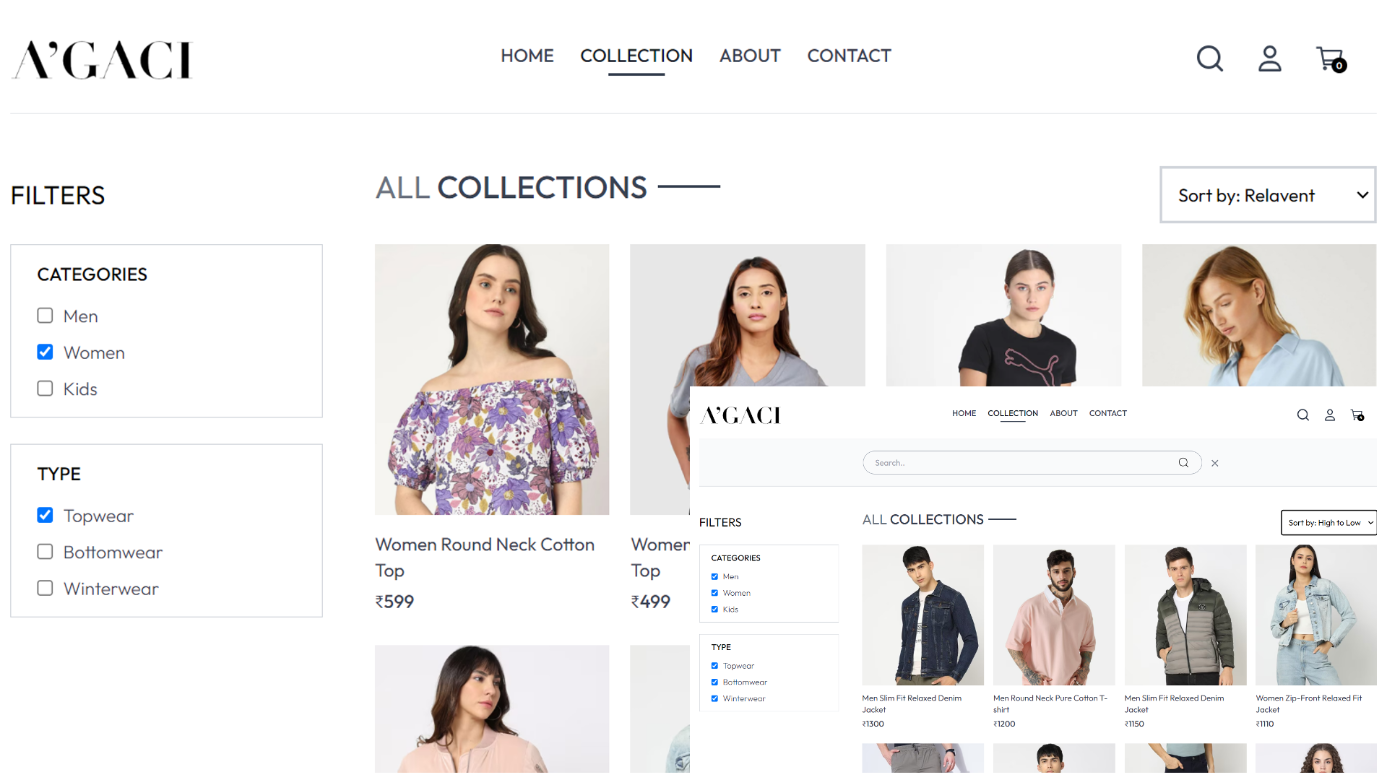 A'GACI
HOME COLLECTION ABOUT CONTACT
0
FILTERS
ALL COLLECTIONS
Sort by: Relavent
CATEGORIES
Men
Women
Kids
TYPE
Topwear
Bottomwear
Winterwear
Women Round Neck Cotton
Top
₹599
Women
Top
₹499
A'GACI
HOME COLLECTION ABOUT CONTACT
Search..
FILTERS
ALL COLLECTIONS
Sort by: High to Low
CATEGORIES
Men
Women
Kids
TYPE
Topwear
Bottomwear
Winterwear
Men Slim Fit Relaxed Denim
Jacket
₹1300
Men Round Neck Pure Cotton T-
shirt
₹1200
Men Slim Fit Relaxed Denim
Jacket
₹1150
Women Zip-Front Relaxed Fit
Jacket
₹1110